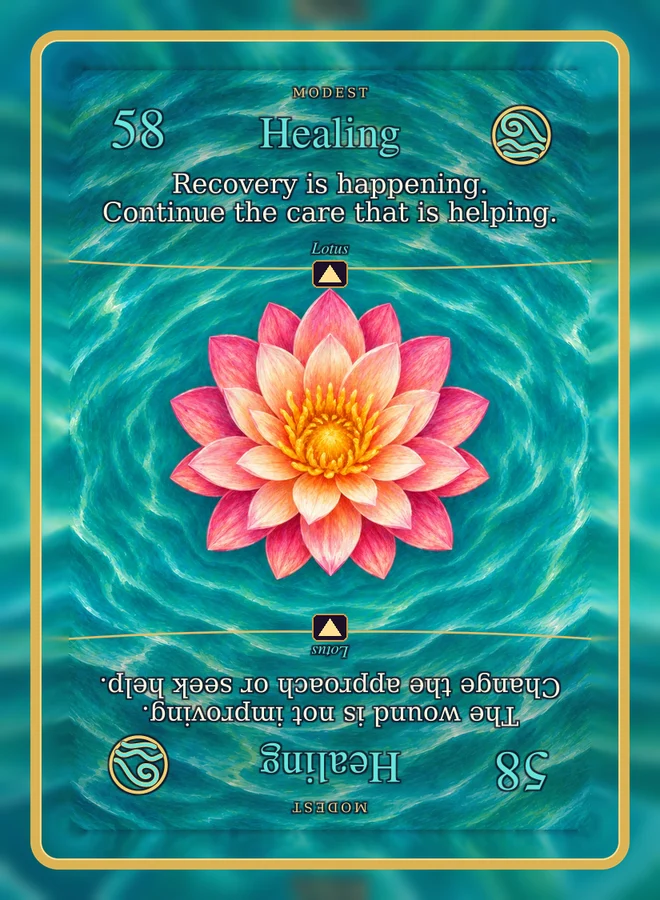 MODEST
58
Healing
Recovery is happening.
Continue the care that is helping.
Lotus
Lotus
Change the approach or seek help.
The wound is not improving.
Healing
58
MODEST